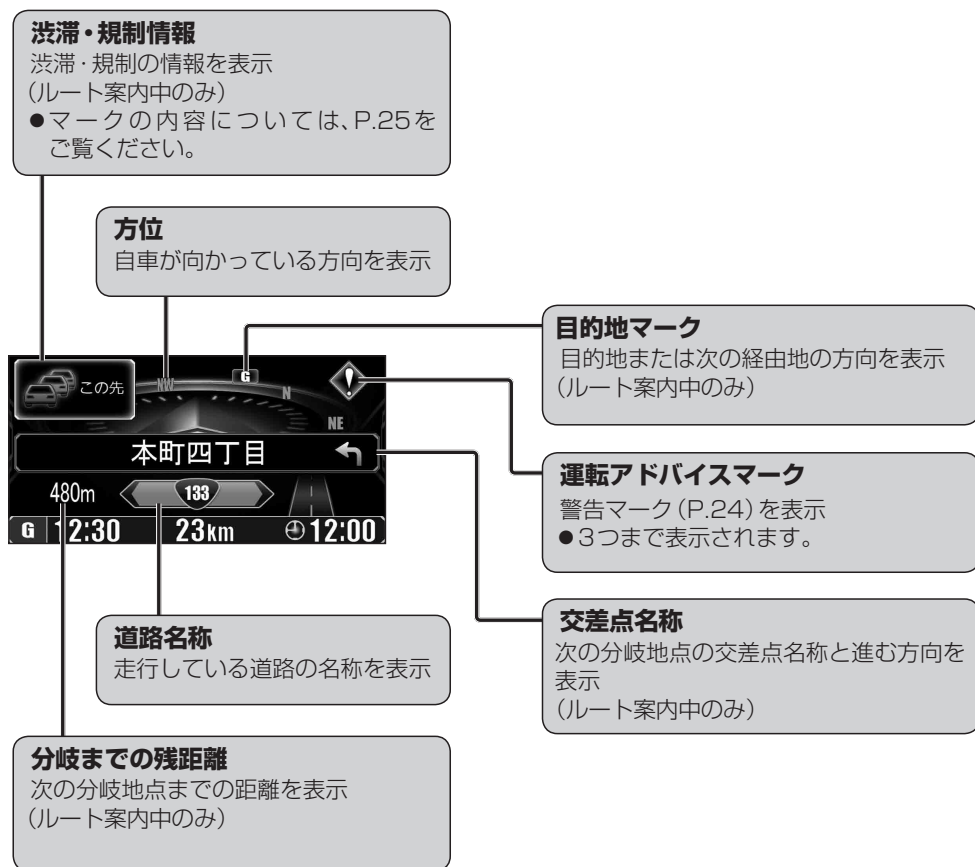 渋滞・規制情報
渋滞・規制の情報を表示
(ルート案内中のみ)
●マークの内容については、P.25を
ご覧ください。
方位
自車が向かっている方向を表示
目的地マーク
目的地または次の経由地の方向を表示
(ルート案内中のみ)
この先
NW
G
N
NE
本町四丁目
480m
133
G 12:30 23km 12:00
運転アドバイスマーク
警告マーク(P.24)を表示
●3つまで表示されます。
道路名称
走行している道路の名称を表示
交差点名称
次の分岐地点の交差点名称と進む方向を
表示
(ルート案内中のみ)
分岐までの残距離
次の分岐地点までの距離を表示
(ルート案内中のみ)